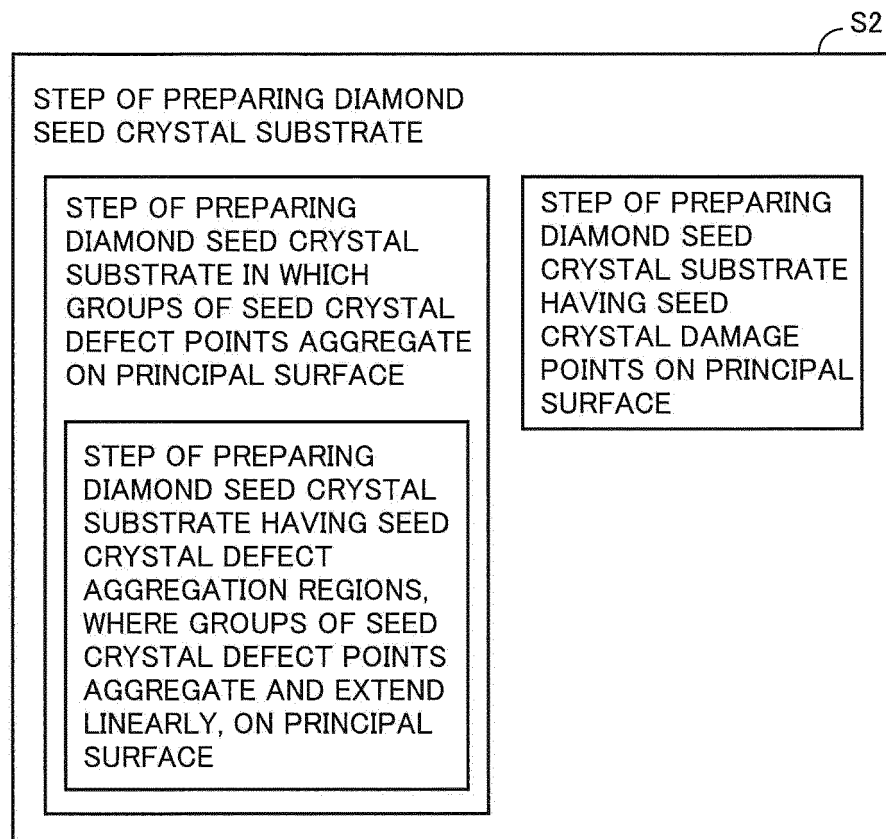 S2
STEP OF PREPARING DIAMOND
SEED CRYSTAL SUBSTRATE
STEP OF PREPARING
DIAMOND SEED CRYSTAL
SUBSTRATE IN WHICH
GROUPS OF SEED CRYSTAL
DEFECT POINTS AGGREGATE
ON PRINCIPAL SURFACE
STEP OF PREPARING
DIAMOND SEED CRYSTAL
SUBSTRATE HAVING SEED
CRYSTAL DEFECT
AGGREGATION REGIONS,
WHERE GROUPS OF SEED
CRYSTAL DEFECT POINTS
AGGREGATE AND EXTEND
LINEARLY, ON PRINCIPAL
SURFACE
STEP OF PREPARING
DIAMOND SEED
CRYSTAL SUBSTRATE
HAVING SEED
CRYSTAL DAMAGE
POINTS ON PRINCIPAL
SURFACE